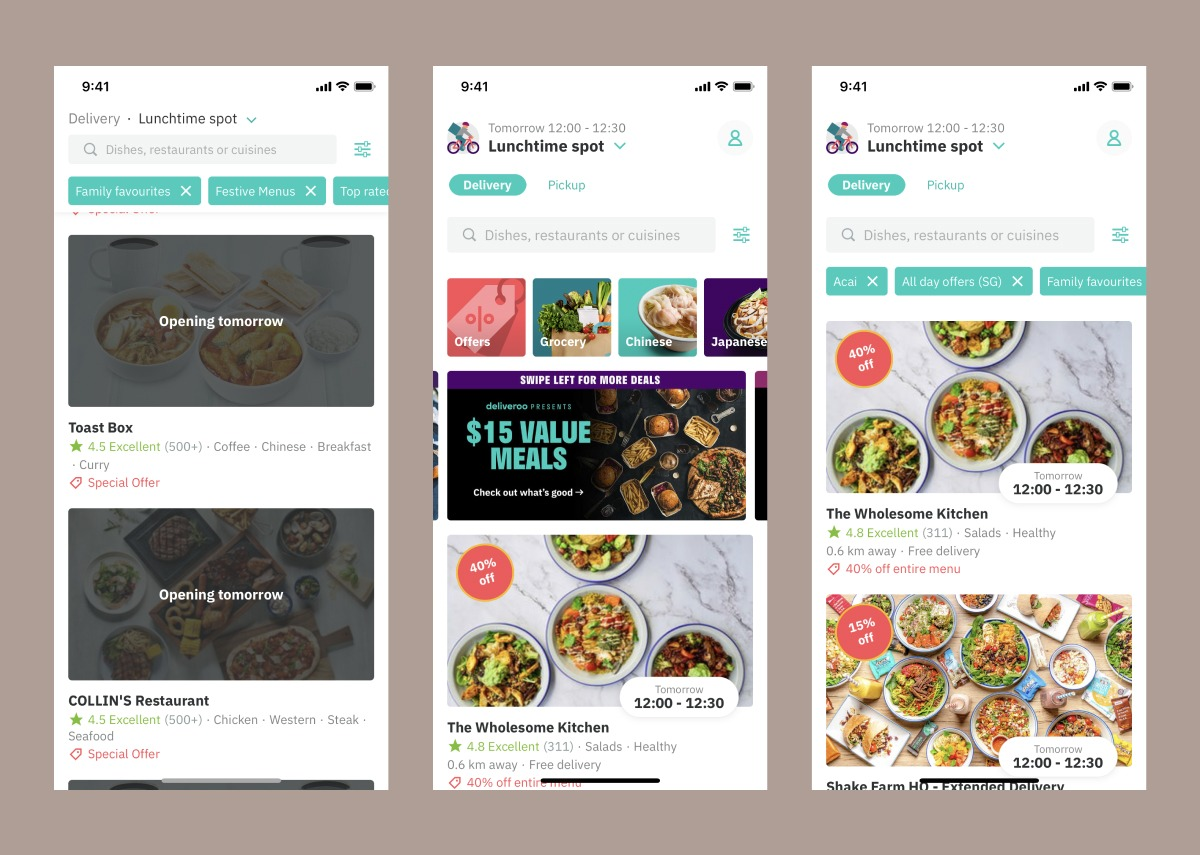 9:41
Delivery · Lunchtime spot
Dishes, restaurants or cuisines
Family favourites
Festive Menus
Top rated
Special Offer
Opening tomorrow
Toast Box
4.5 Excellent (500+) · Coffee · Chinese · Breakfast
· Curry
Special Offer
Opening tomorrow
COLLIN'S Restaurant
4.5 Excellent (500+) · Chicken · Western · Steak ·
Seafood
Special Offer
9:41
Tomorrow 12:00 - 12:30
Lunchtime spot
Delivery
Pickup
Dishes, restaurants or cuisines
Offers
Grocery
Chinese
Japanese
SWIPE LEFT FOR MORE DEALS
deliveroo PRESENTS
$15 VALUE
MEALS
Check out what's good →
40%
off
Tomorrow
12:00 - 12:30
The Wholesome Kitchen
4.8 Excellent (311) · Salads · Healthy
0.6 km away · Free delivery
40% off entire menu
9:41
Tomorrow 12:00 - 12:30
Lunchtime spot
Delivery
Pickup
Dishes, restaurants or cuisines
Acai
All day offers (SG)
Family favourites
40%
off
Tomorrow
12:00 - 12:30
The Wholesome Kitchen
4.8 Excellent (311) · Salads · Healthy
0.6 km away · Free delivery
40% off entire menu
15%
off
Tomorrow
12:00 - 12:30
Shake Farm HQ - Extended Delivery